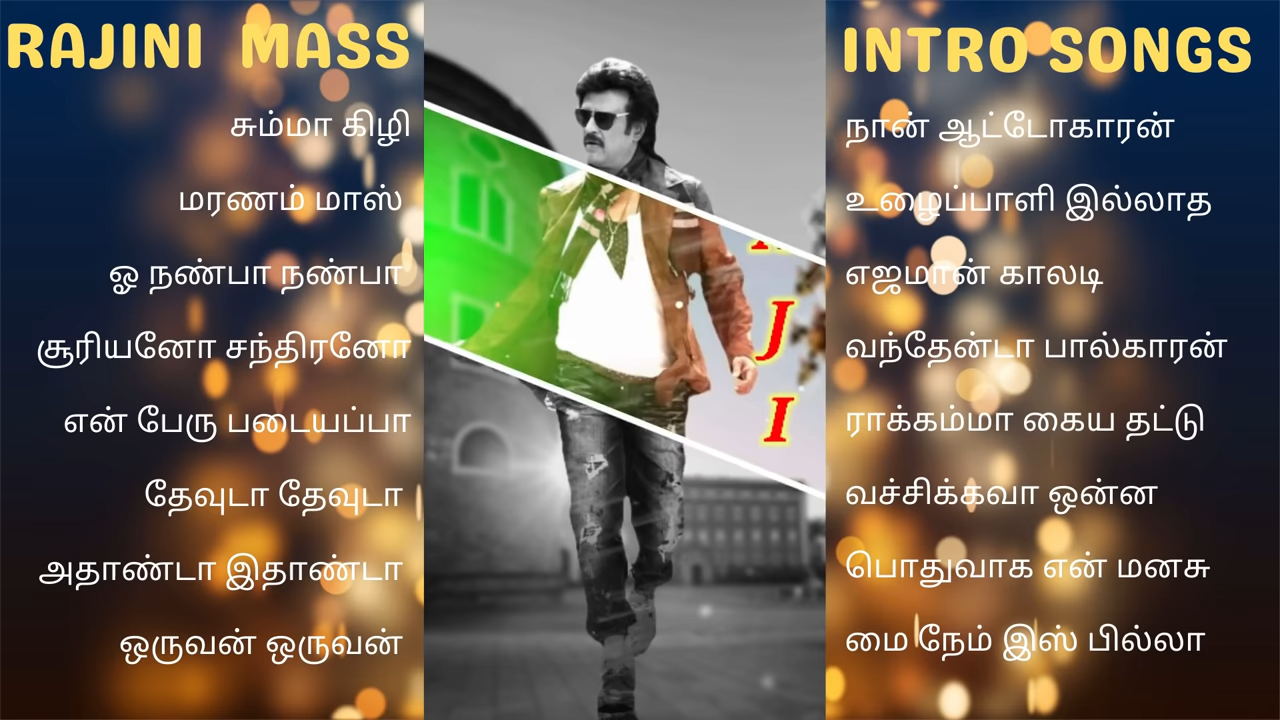 RAJINI MASS
சும்மா கிழி
மரணம் மாஸ்
ஓ நண்பா நண்பா
சூரியனோ சந்திரனோ
என் பேரு படையப்பா
தேவுடா தேவுடா
அதாண்டா இதாண்டா
ஒருவன் ஒருவன்
J
I
INTRO SONGS
நான் ஆட்டோகாரன்
உழைப்பாளி இல்லாத
எஜமான் காலடி
வந்தேன்டா பால்காரன்
ராக்கம்மா கைய தட்டு
வச்சிக்கவா ஒன்ன
பொதுவாக என் மனசு
மை நேம் இஸ் பில்லா